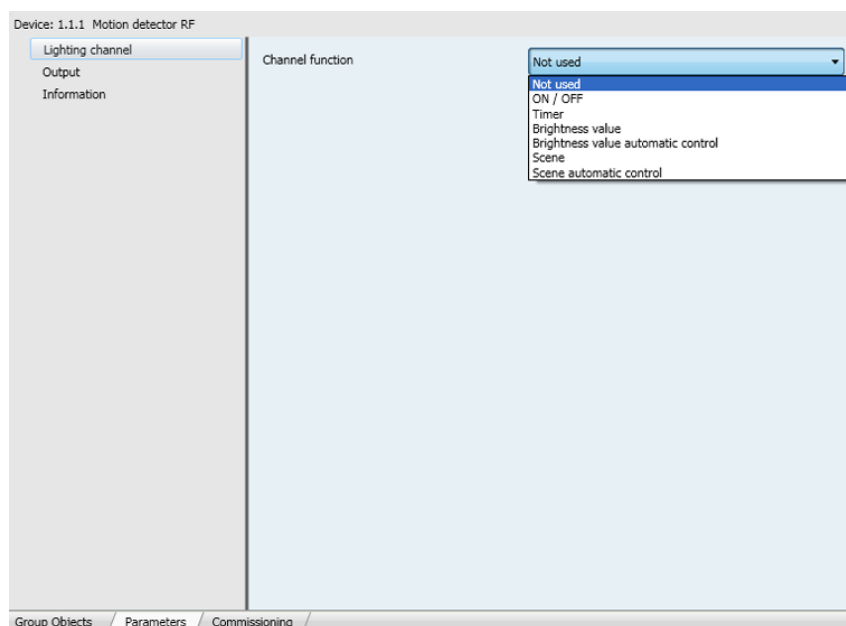 Device: 1.1.1 Motion detector RF
Lighting channel
Output
Information
Channel function
Not used
Not used
ON / OFF
Timer
Brightness value
Brightness value automatic control
Scene
Scene automatic control
Group Objects
Parameters
Commissioning